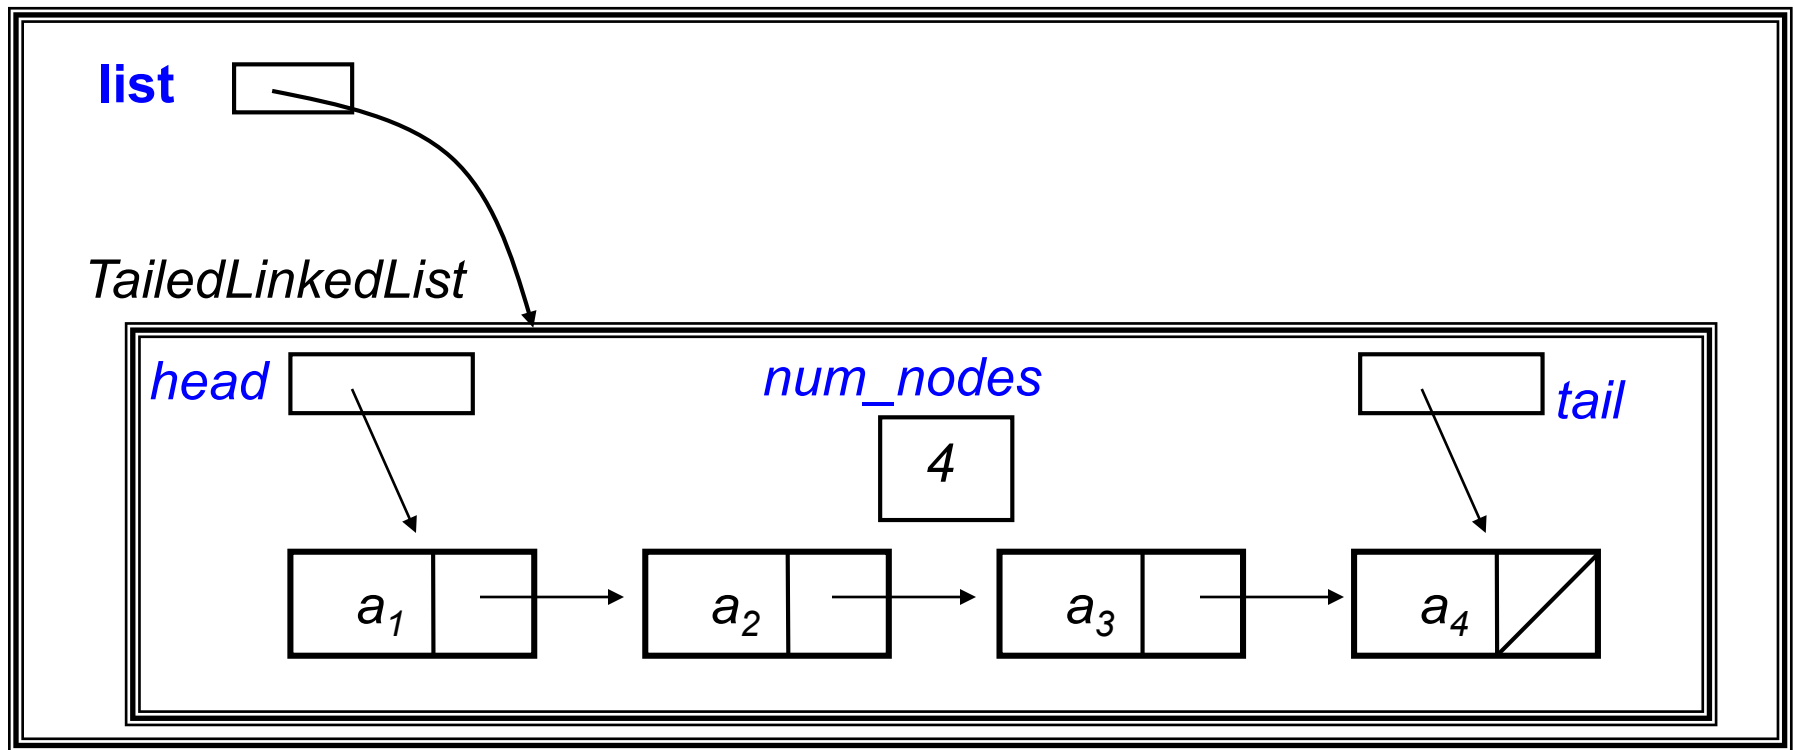 list
TailedLinkedList
head
num_nodes
tail
4
a1
a2
a3
a4